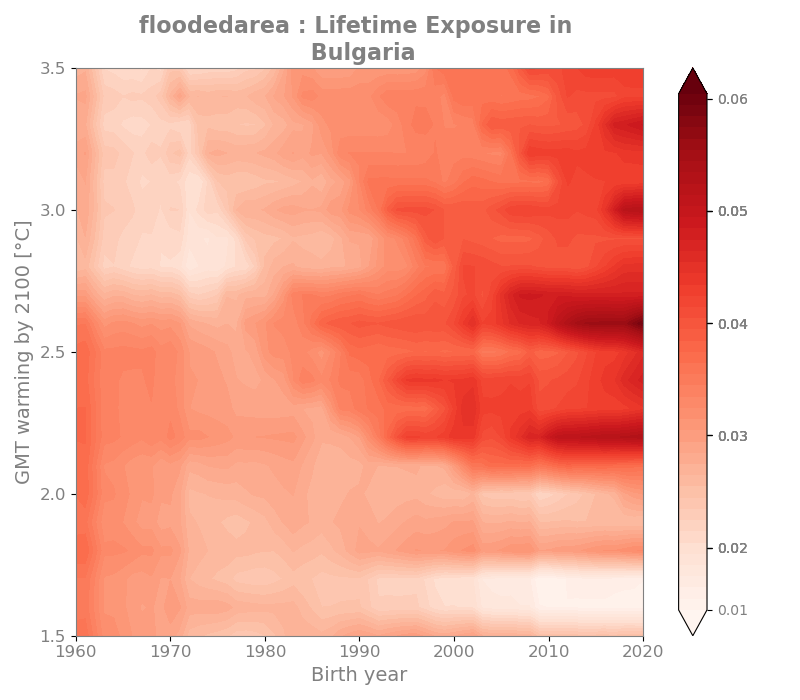 floodedarea : Lifetime Exposure in
Bulgaria
3.5
3.0
2.5
2.0
1.5
GMT warming by 2100 [°C]
1960 1970 1980 1990 2000 2010 2020
Birth year
0.06
0.05
0.04
0.03
0.02
0.01